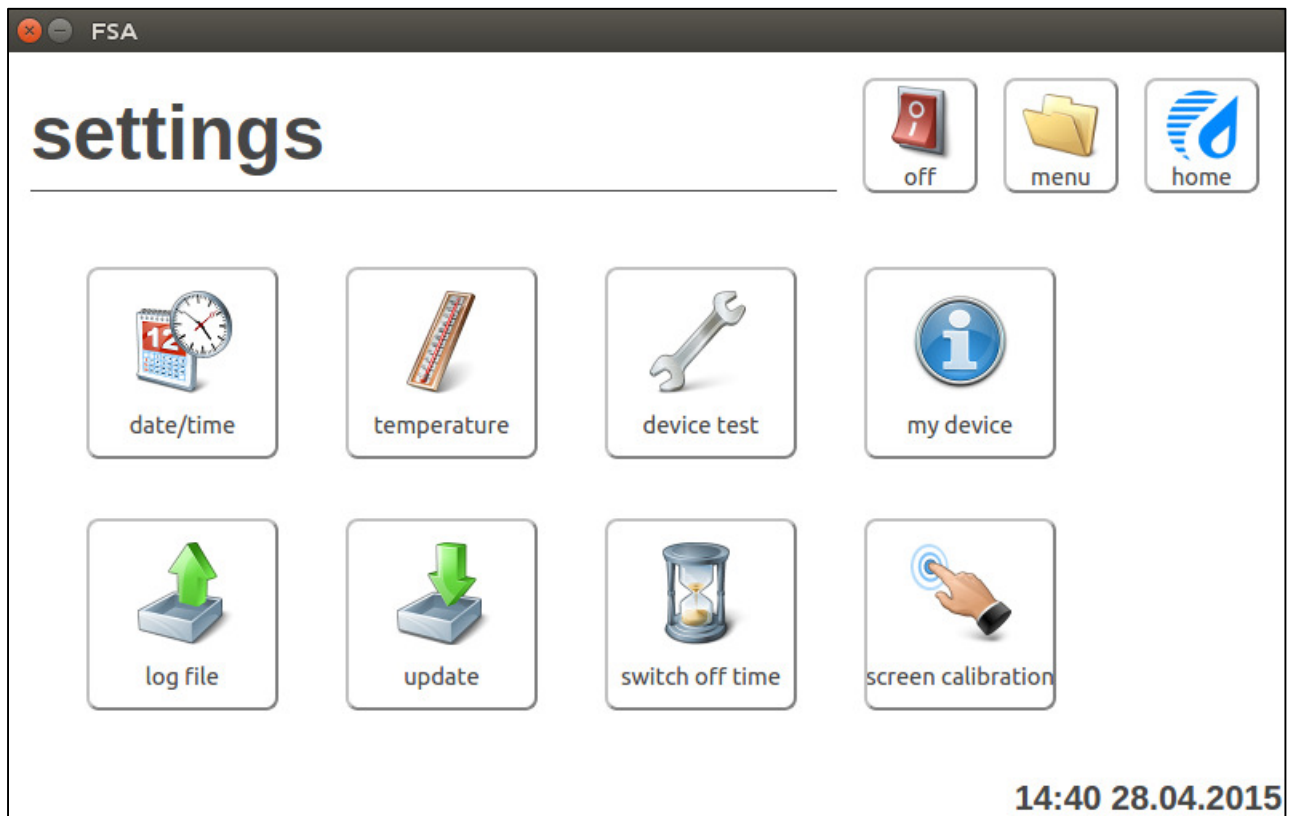 FSA
settings
off
menu
home
12
date/time
temperature
device test
my device
log file
update
switch off time
screen calibration
14:40 28.04.2015